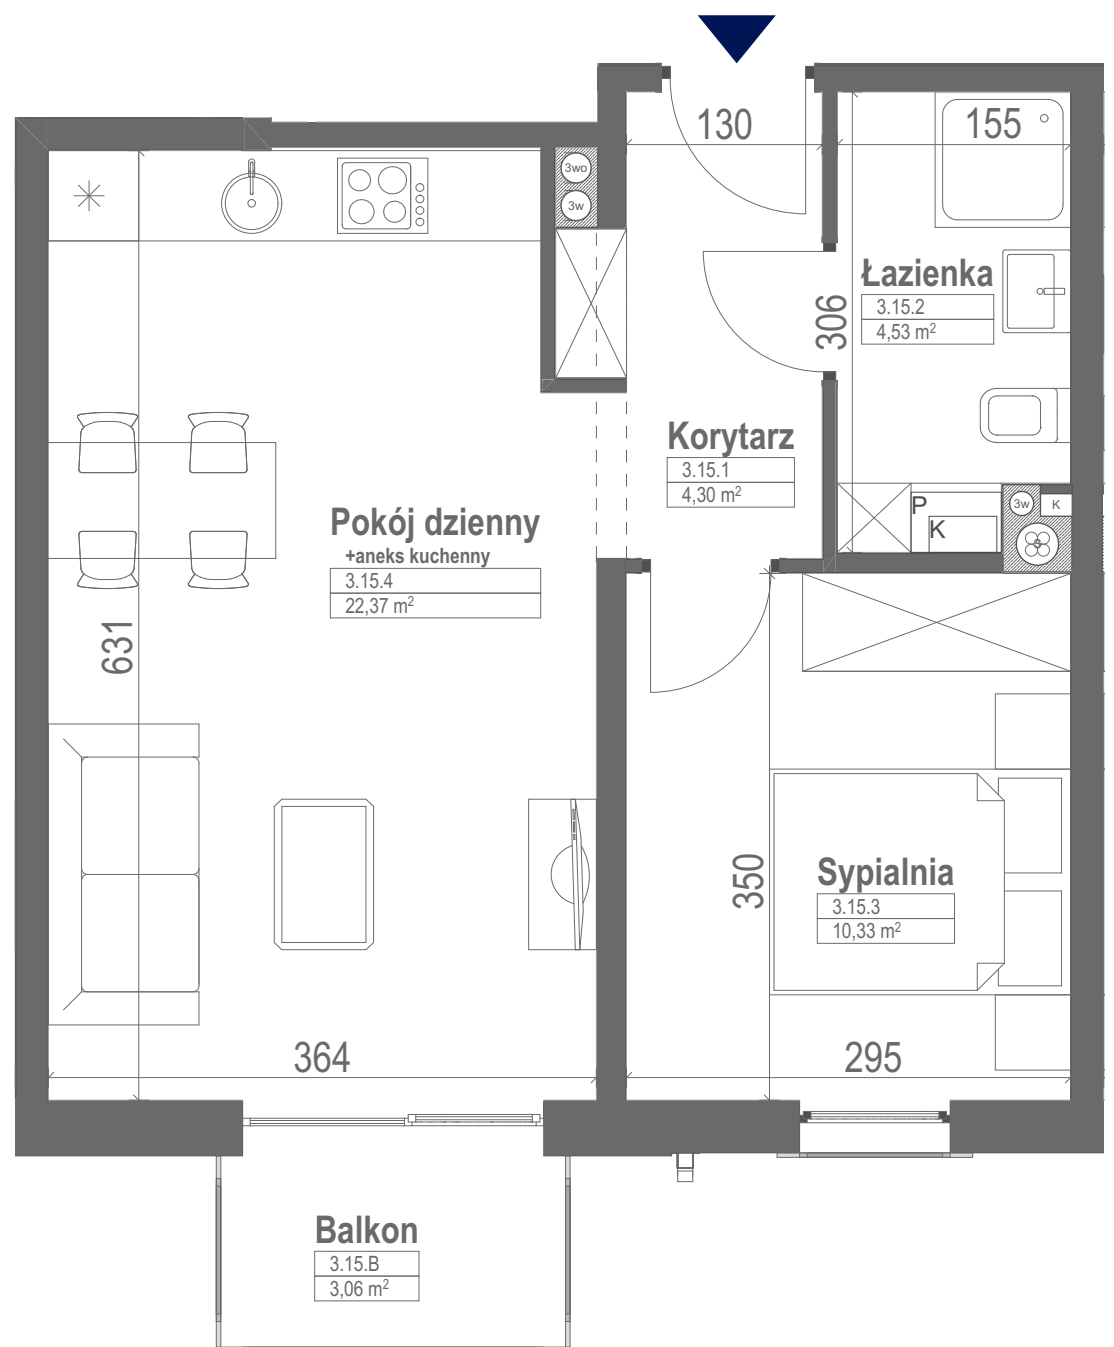 130
155
3wo
3w
Łazienka
3.15.2
4,53 m²
306
Korytarz
3.15.1
4,30 m²
P
K
3w
K
Pokój dzienny
+aneks kuchenny
3.15.4
22,37 m²
631
350
Sypialnia
3.15.3
10,33 m²
364
295
Balkon
3.15.B
3,06 m²